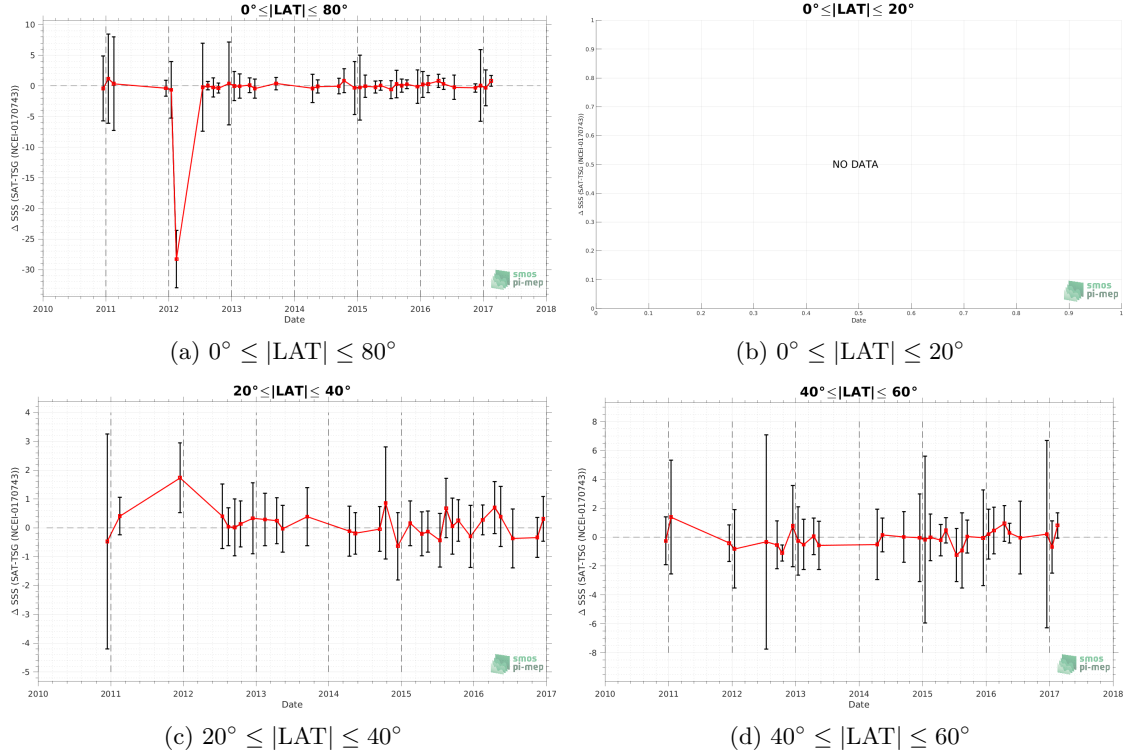 0°≤|LAT|≤ 80°
Δ SSS (SAT-TSG (NCEI-0170743))
10
5
0
-5
-10
-15
-20
-25
-30
2010 2011 2012 2013 2014 2015 2016 2017 2018
Date
smos
pi-mep
(a) 0° ≤ |LAT| ≤ 80°
0°≤|LAT|≤ 20°
Δ SSS (SAT-TSG (NCEI-0170743))
1
0.9
0.8
0.7
0.6
0.5
0.4
0.3
0.2
0.1
0
NO DATA
0 0.1 0.2 0.3 0.4 0.5 0.6 0.7 0.8 0.9 1
Date
smos
pi-mep
(b) 0° ≤ |LAT| ≤ 20°
20°≤|LAT|≤ 40°
Δ SSS (SAT-TSG (NCEI-0170743))
4
3
2
1
0
-1
-2
-3
-4
-5
2010 2011 2012 2013 2014 2015 2016 2017
Date
smos
pi-mep
(c) 20° ≤ |LAT| ≤ 40°
40°≤|LAT|≤ 60°
Δ SSS (SAT-TSG (NCEI-0170743))
8
6
4
2
0
-2
-4
-6
-8
2010 2011 2012 2013 2014 2015 2016 2017 2018
Date
smos
pi-mep
(d) 40° ≤ |LAT| ≤ 60°